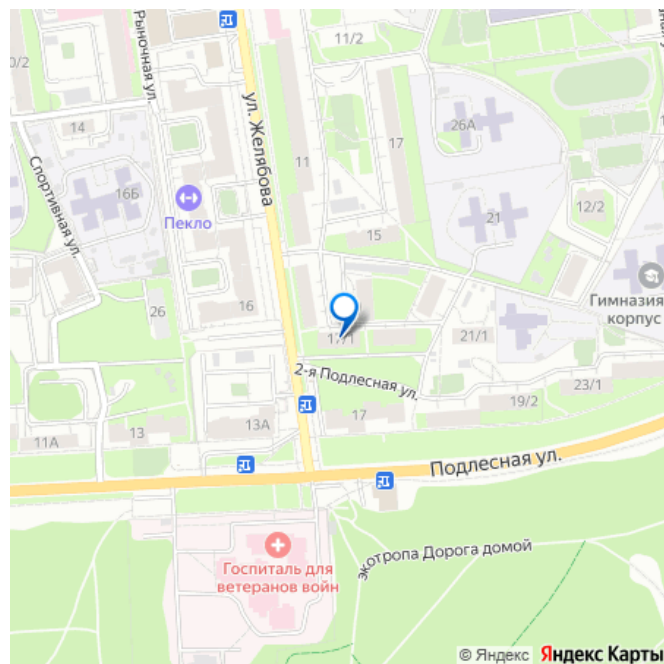 11/2
Рыночная ул.
ул. Желябова
14
26А
17
11
Спортивная ул.
16Б
Пекло
12/2
21
15
Гимназия
корпус
16
26
17/1
21/1
2-я Подлесная ул.
23/1
19/2
17
13А
13
11А
Подлесная ул.
Госпиталь для
ветеранов войн
экотропа Дорога домой
© Яндекс Яндекс Карты